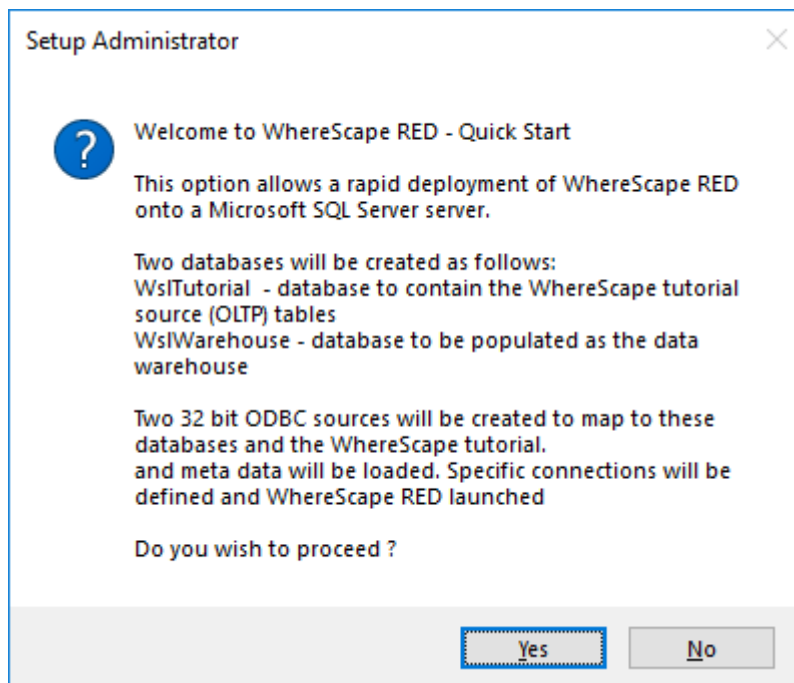 Setup Administrator
Welcome to WhereScape RED - Quick Start
This option allows a rapid deployment of WhereScape RED
onto a Microsoft SQL Server server.
Two databases will be created as follows:
WslTutorial - database to contain the WhereScape tutorial
source (OLTP) tables
WslWarehouse - database to be populated as the data
warehouse
Two 32 bit ODBC sources will be created to map to these
databases and the WhereScape tutorial.
and meta data will be loaded. Specific connections will be
defined and WhereScape RED launched
Do you wish to proceed ?
Yes No